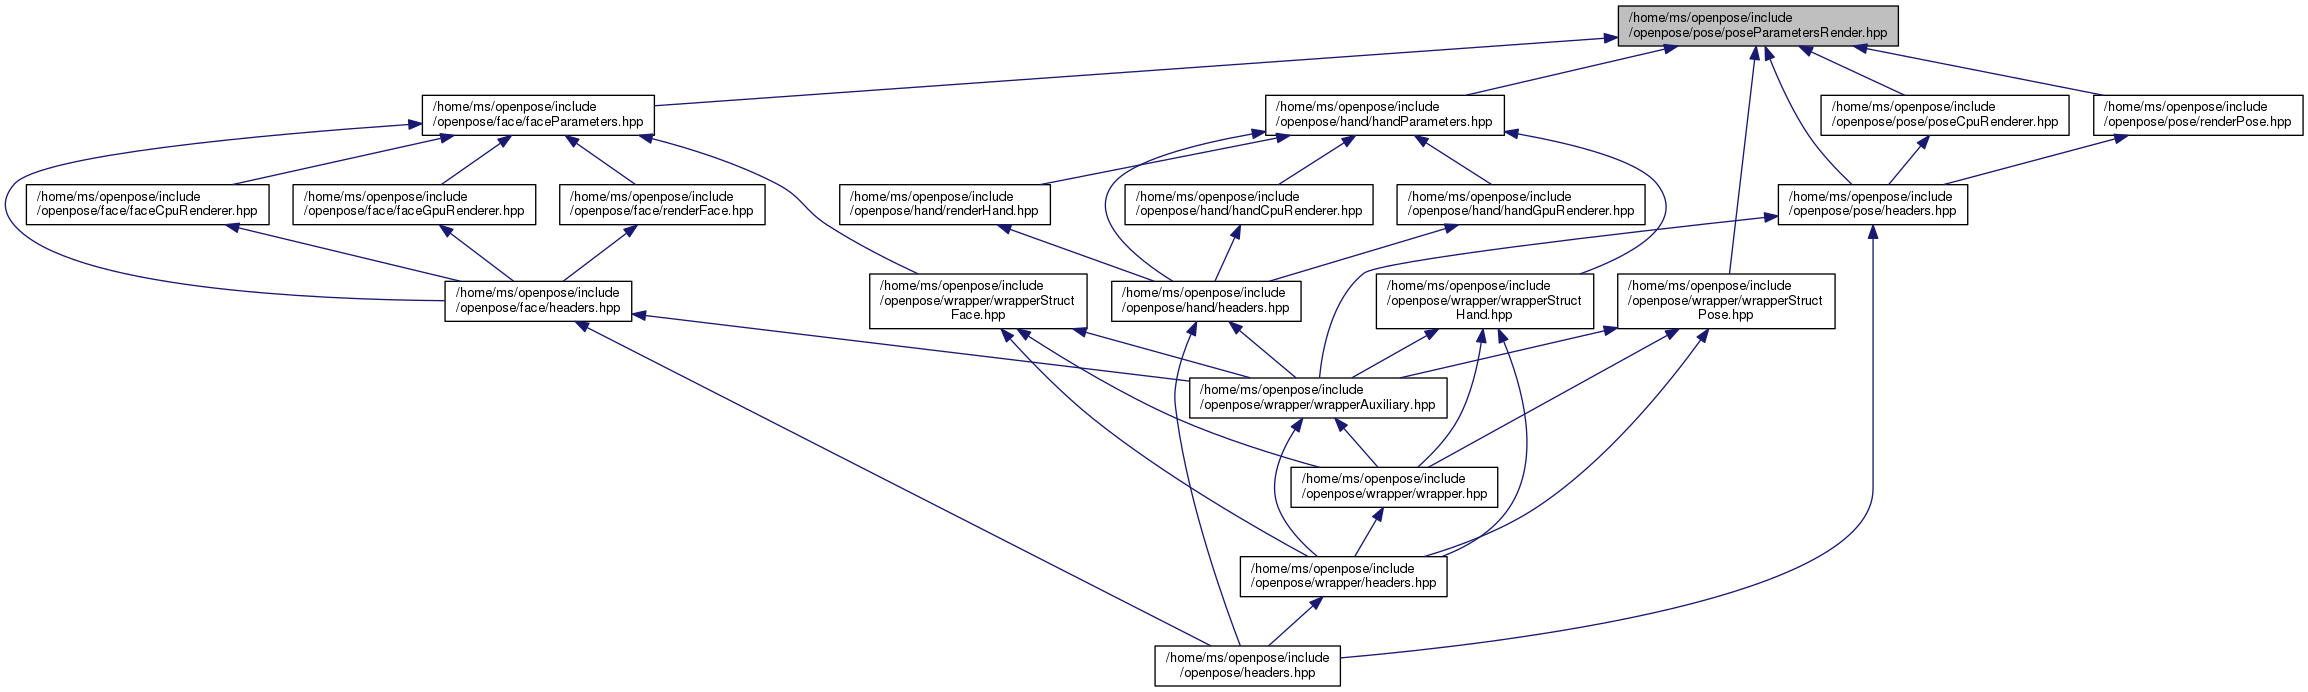 /home/ms/openpose/include
/openpose/pose/poseParametersRender.hpp
/home/ms/openpose/include
/openpose/face/faceParameters.hpp
/home/ms/openpose/include
/openpose/hand/handParameters.hpp
/home/ms/openpose/include
/openpose/pose/poseCpuRenderer.hpp
/home/ms/openpose/include
/openpose/pose/renderPose.hpp
/home/ms/openpose/include
/openpose/face/faceCpuRenderer.hpp
/home/ms/openpose/include
/openpose/face/faceGpuRenderer.hpp
/home/ms/openpose/include
/openpose/face/renderFace.hpp
/home/ms/openpose/include
/openpose/hand/renderHand.hpp
/home/ms/openpose/include
/openpose/hand/handCpuRenderer.hpp
/home/ms/openpose/include
/openpose/hand/handGpuRenderer.hpp
/home/ms/openpose/include
/openpose/pose/headers.hpp
/home/ms/openpose/include
/openpose/face/headers.hpp
/home/ms/openpose/include
/openpose/wrapper/wrapperStruct
Face.hpp
/home/ms/openpose/include
/openpose/hand/headers.hpp
/home/ms/openpose/include
/openpose/wrapper/wrapperStruct
Hand.hpp
/home/ms/openpose/include
/openpose/wrapper/wrapperStruct
Pose.hpp
/home/ms/openpose/include
/openpose/wrapper/wrapperAuxiliary.hpp
/home/ms/openpose/include
/openpose/wrapper/wrapper.hpp
/home/ms/openpose/include
/openpose/wrapper/headers.hpp
/home/ms/openpose/include
/openpose/headers.hpp